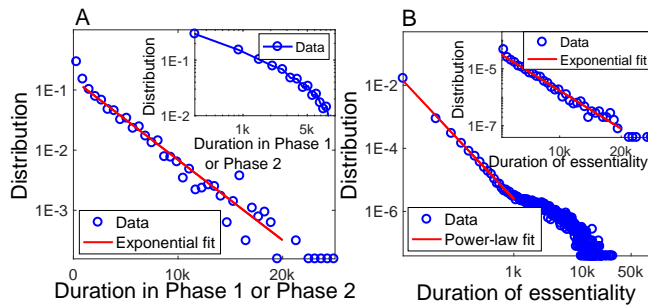 A
Distribution
1E-1
1E-2
1E-3
0
10k
20k
Duration in Phase 1 or Phase 2
Data
Exponential fit
Distribution
1E-1
1E-2
1k
5k
Duration in Phase 1
or Phase 2
Data
B
Distribution
1E-2
1E-6
1k
10k
50k
Duration of essentiality
Data
Power-law fit
Distribution
1E-5
1E-7
10k
20k
Duration of essentiality
Data
Exponential fit